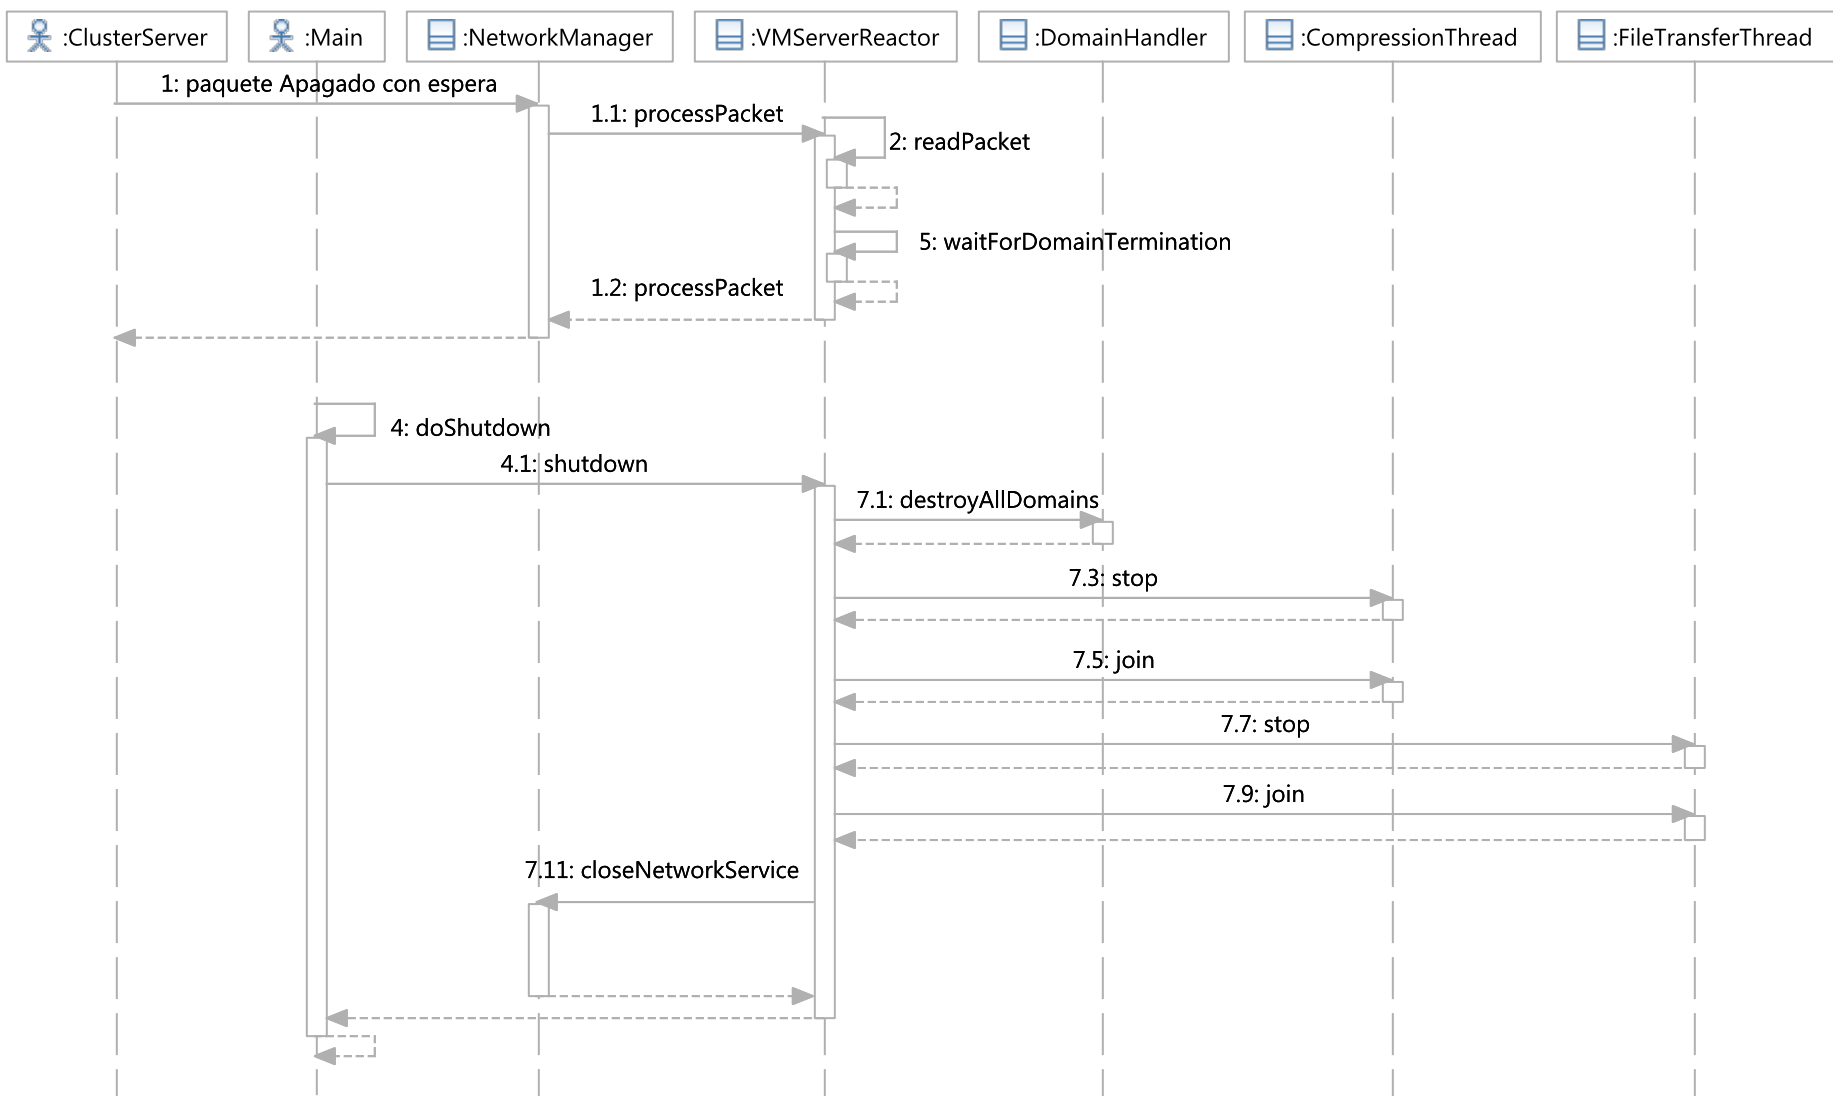 :ClusterServer
:Main
:NetworkManager
:VMServerReactor
:DomainHandler
:CompressionThread
:FileTransferThread
1: paquete Apagado con espera
1.1: processPacket
2: readPacket
5: waitForDomainTermination
1.2: processPacket
4: doShutdown
4.1: shutdown
7.1: destroyAllDomains
7.3: stop
7.5: join
7.7: stop
7.9: join
7.11: closeNetworkService